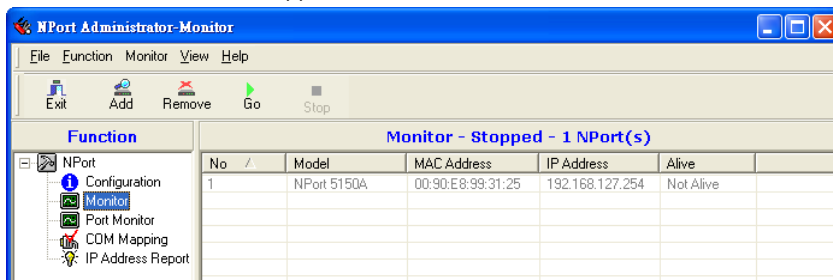 NPort Administrator-Monitor
File Function Monitor View Help
Exit Add Remove Go Stop
Function
Monitor - Stopped - 1 NPort(s)
NPort
Configuration
Monitor
Port Monitor
COM Mapping
IP Address Report
No Model MAC Address IP Address Alive
1 NPort 5150A 00:90:E8:99:31:25 192.168.127.254 Not Alive